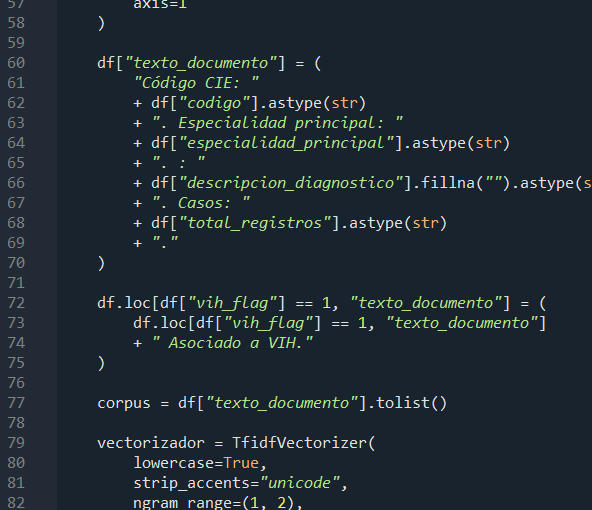 57 axis=1
58 )
59
60 df["texto_documento"] = (
61 "Código CIE: "
62 + df["codigo"].astype(str)
63 + ". Especialidad principal: "
64 + df["especialidad_principal"].astype(str)
65 + ". : "
66 + df["descripcion_diagnostico"].fillna("").astype(s
67 + ". Casos: "
68 + df["total_registros"].astype(str)
69 + "."
70 )
71
72 df.loc[df["vih_flag"] == 1, "texto_documento"] = (
73 df.loc[df["vih_flag"] == 1, "texto_documento"]
74 + " Asociado a VIH."
75 )
76
77 corpus = df["texto_documento"].tolist()
78
79 vectorizador = TfidfVectorizer(
80 lowercase=True,
81 strip_accents="unicode",
82 ngram_range=(1, 2),